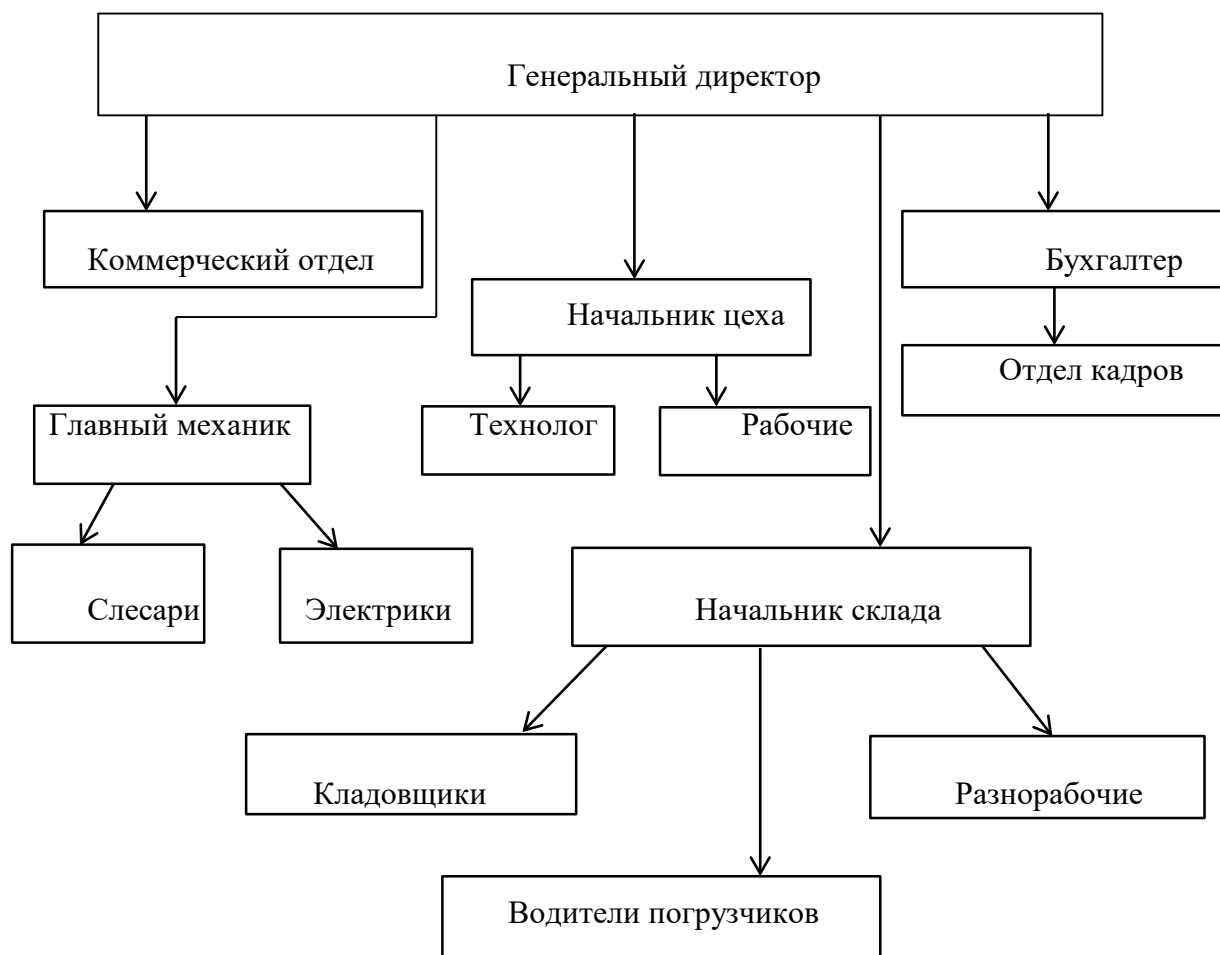 Генеральный директор
Коммерческий отдел
Бухгалтер
Начальник цеха
Отдел кадров
Главный механик
Технолог
Рабочие
Слесари
Электрики
Начальник склада
Кладовщики
Разнорабочие
Водители погрузчиков